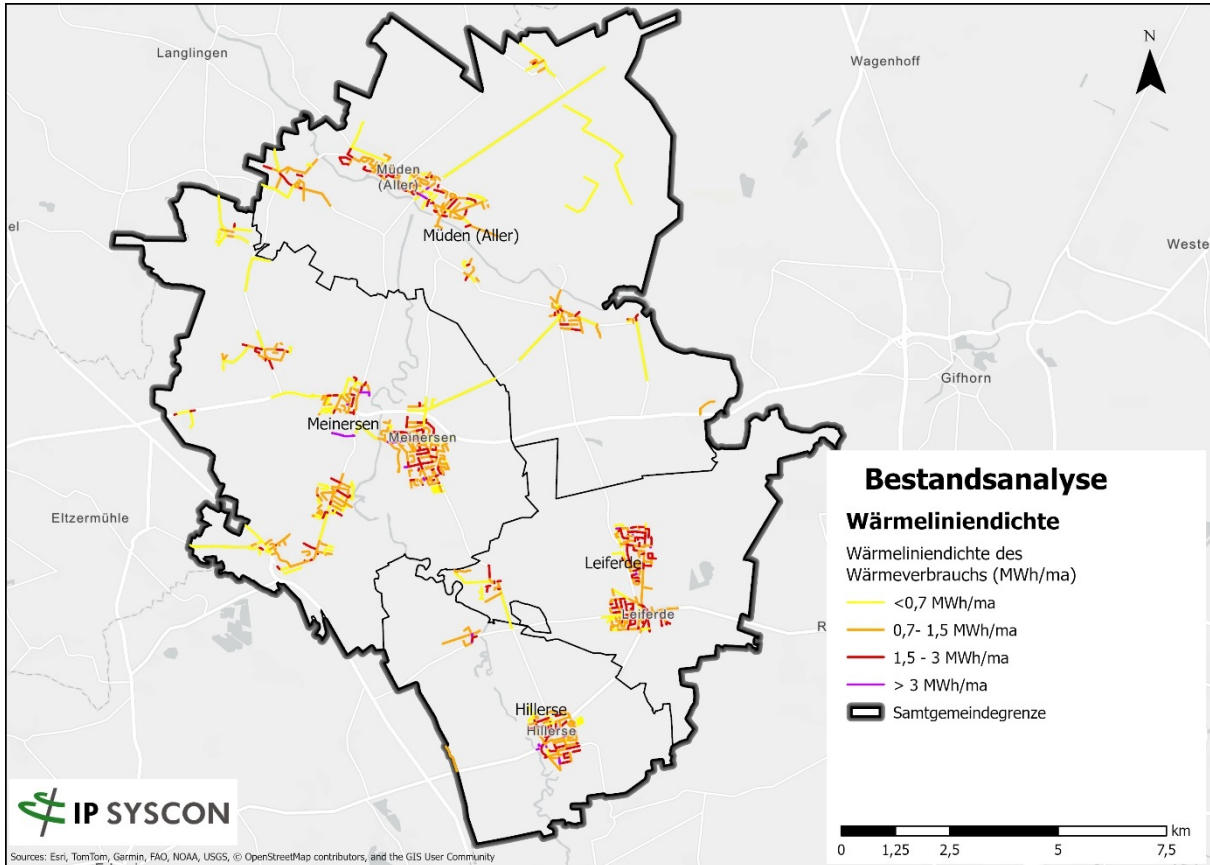 Langlingen
Wagenhoff
N
Müden
(Aller)
Müden (Aller)
el
Weste
Gifhorn
Meinersen
Meinersen
Eltzermühle
Leiferde
Leiferde
R
Hillerse
Hillerse
Bestandsanalyse
Wärmeliniendichte
Wärmeliniendichte des
Wärmeverbrauchs (MWh/ma)
<0,7 MWh/ma
0,7- 1,5 MWh/ma
1,5 - 3 MWh/ma
> 3 MWh/ma
Samtgemeindegrenze
km
0 1,25 2,5 5 7,5
IP SYSCON
Sources: Esri, TomTom, Garmin, FAO, NOAA, USGS, © OpenStreetMap contributors, and the GIS User Community